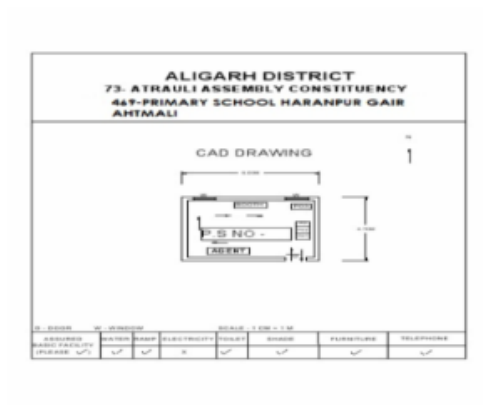 ALIGARH DISTRICT
73- ATRAULI ASSEMBLY CONSTITUENCY
469-PRIMARY SCHOOL HARANPUR GAIR
AHTMALI
N
CAD DRAWING
P.S NO -
AGENT
D - DOOR W - WINDOW SCALE - 1 CM = 1 M
ASSURED BASIC FACILITY (PLEASE ✓) WATER RAMP ELECTRICITY TOILET SHADE FURNITURE TELEPHONE
✓ ✓ X ✓ ✓ ✓ ✓